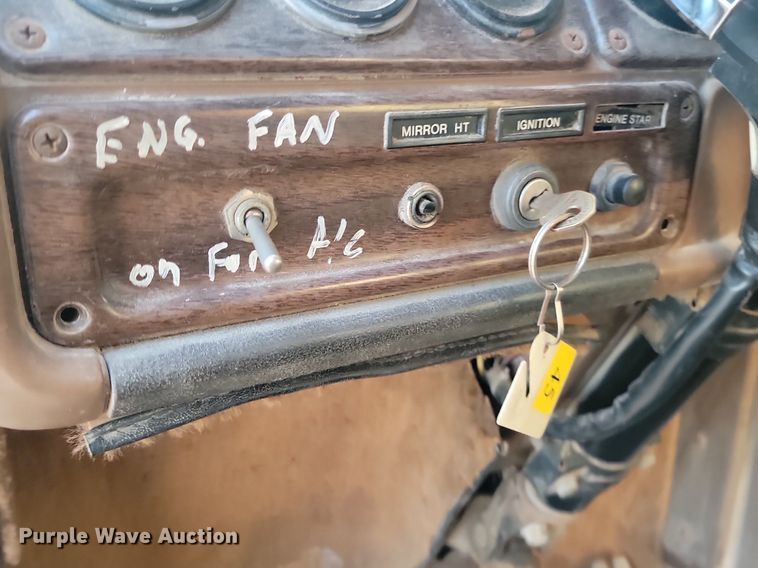 ENG. FAN
MIRROR HT
IGNITION
ENGINE STAR
on For A/C
45
Purple Wave Auction